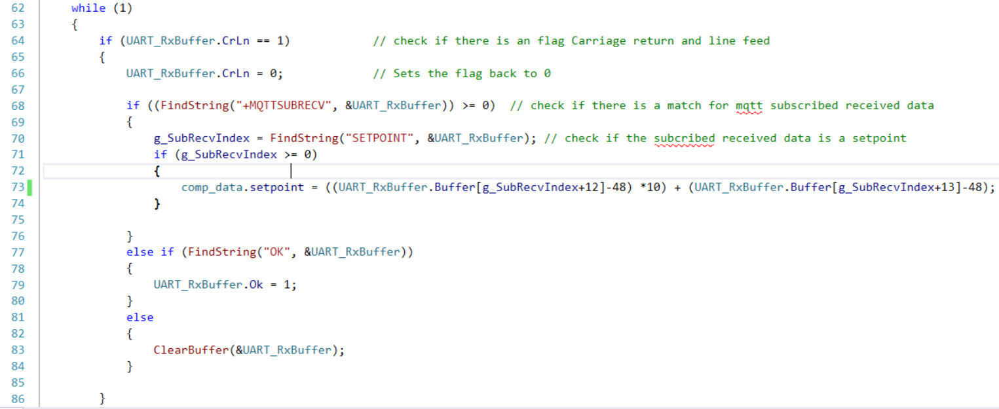 62 while (1)
63 {
64 if (UART_RxBuffer.CrLn == 1) // check if there is an flag Carriage return and line feed
65 {
66 UART_RxBuffer.CrLn = 0; // Sets the flag back to 0
67
68 if ((FindString("+MQTTSUBRECV", &UART_RxBuffer)) >= 0) // check if there is a match for mqtt subscribed received data
69 {
70 g_SubRecvIndex = FindString("SETPOINT", &UART_RxBuffer); // check if the subcribed received data is a setpoint
71 if (g_SubRecvIndex >= 0)
72 {
73 comp_data.setpoint = ((UART_RxBuffer.Buffer[g_SubRecvIndex+12]-48) *10) + (UART_RxBuffer.Buffer[g_SubRecvIndex+13]-48);
74 }
75
76 }
77 else if (FindString("OK", &UART_RxBuffer))
78 {
79 UART_RxBuffer.Ok = 1;
80 }
81 else
82 {
83 ClearBuffer(&UART_RxBuffer);
84 }
85
86 }